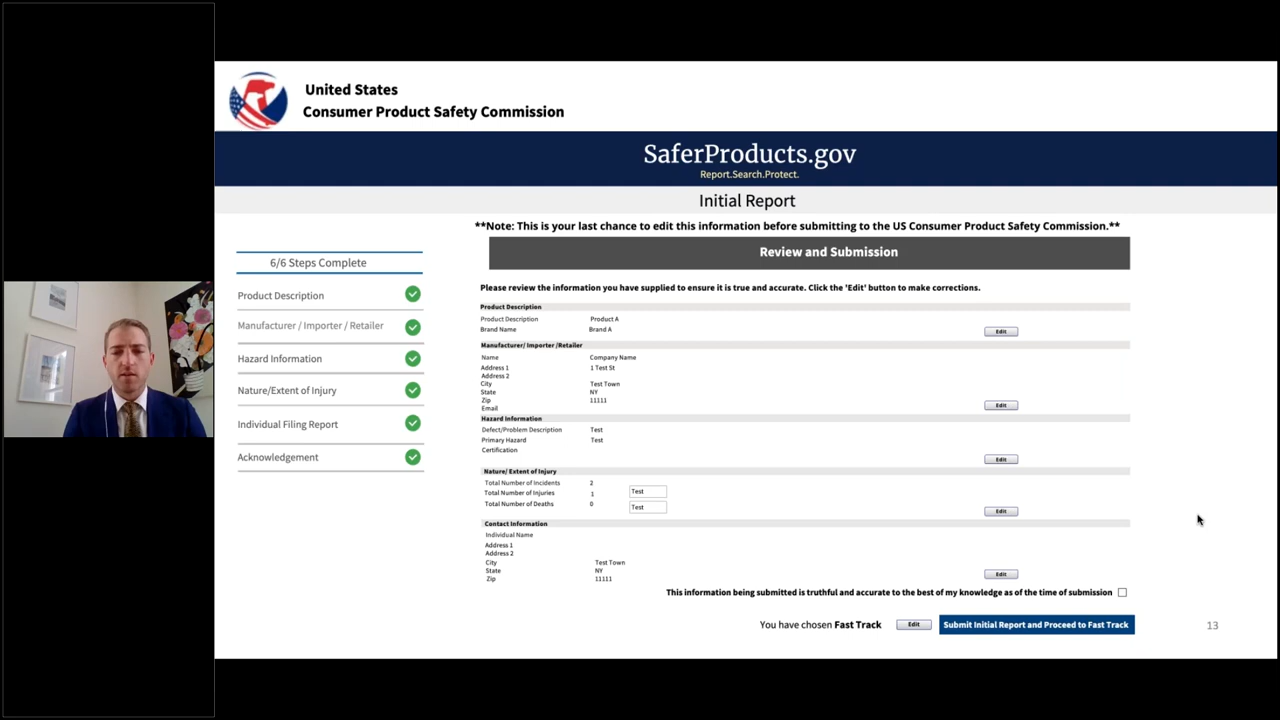 United States
Consumer Product Safety Commission
SaferProducts.gov
Report.Search.Protect.
Initial Report
**Note: This is your last chance to edit this information before submitting to the US Consumer Product Safety Commission.**
6/6 Steps Complete
Product Description
Manufacturer / Importer / Retailer
Hazard Information
Nature/Extent of Injury
Individual Filing Report
Acknowledgement
Review and Submission
Please review the information you have supplied to ensure it is true and accurate. Click the 'Edit' button to make corrections.
Product Description
Product Description Product A
Brand Name Brand A
Edit
Manufacturer/ Importer /Retailer
Name Company Name
Address 1 1 Test St
Address 2
City Test Town
State NY
Zip 11111
Email
Edit
Hazard Information
Defect/Problem Description Test
Primary Hazard Test
Certification
Edit
Nature/ Extent of Injury
Total Number of Incidents 2
Total Number of Injuries 1 Test
Total Number of Deaths 0 Test
Edit
Contact Information
Individual Name
Address 1
Address 2
City Test Town
State NY
Zip 11111
Edit
This information being submitted is truthful and accurate to the best of my knowledge as of the time of submission
You have chosen Fast Track Edit Submit Initial Report and Proceed to Fast Track
13